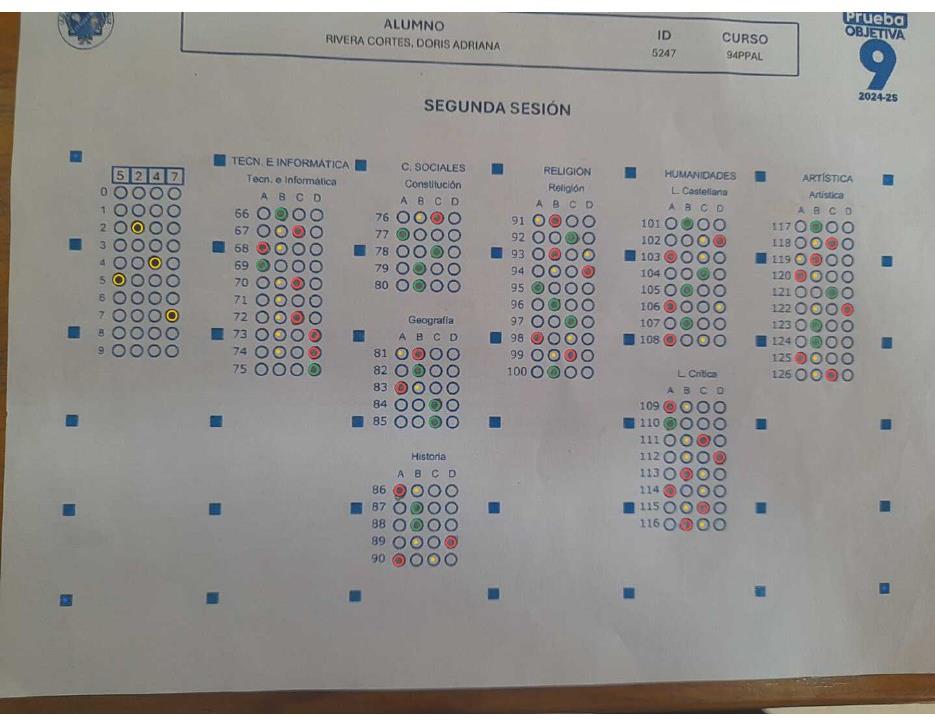 ALUMNO
RIVERA CORTES, DORIS ADRIANA
ID
5247
CURSO
94PPAL
Prueba
OBJETIVA
9
2024-25
SEGUNDA SESIÓN
5 2 4 7
0
1
2
3
4
5
6
7
8
9
TECN. E INFORMÁTICA
Tecn. e Informática
A B C D
66
67
68
69
70
71
72
73
74
75
C. SOCIALES
Constitución
A B C D
76
77
78
79
80
Geografía
A B C D
81
82
83
84
85
Historia
A B C D
86
87
88
89
90
RELIGIÓN
Religión
A B C D
91
92
93
94
95
96
97
98
99
100
HUMANIDADES
L. Castellana
A B C D
101
102
103
104
105
106
107
108
L. Crítica
A B C D
109
110
111
112
113
114
115
116
ARTÍSTICA
Artística
A B C D
117
118
119
120
121
122
123
124
125
126